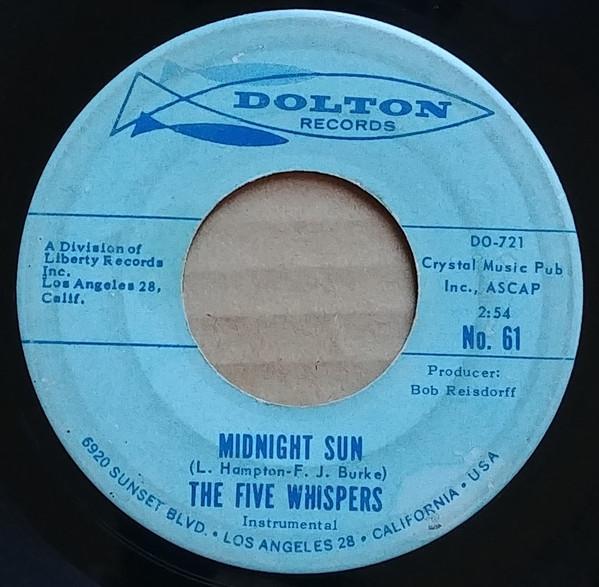 DOLTON
RECORDS
A Division of
Liberty Records
Inc.
Los Angeles 28,
Calif.
DO-721
Crystal Music Pub
Inc., ASCAP
2:54
No. 61
Producer:
Bob Reisdorff
MIDNIGHT SUN
(L. Hampton-F. J. Burke)
THE FIVE WHISPERS
Instrumental
6920 SUNSET BLVD. • LOS ANGELES 28 • CALIFORNIA • USA